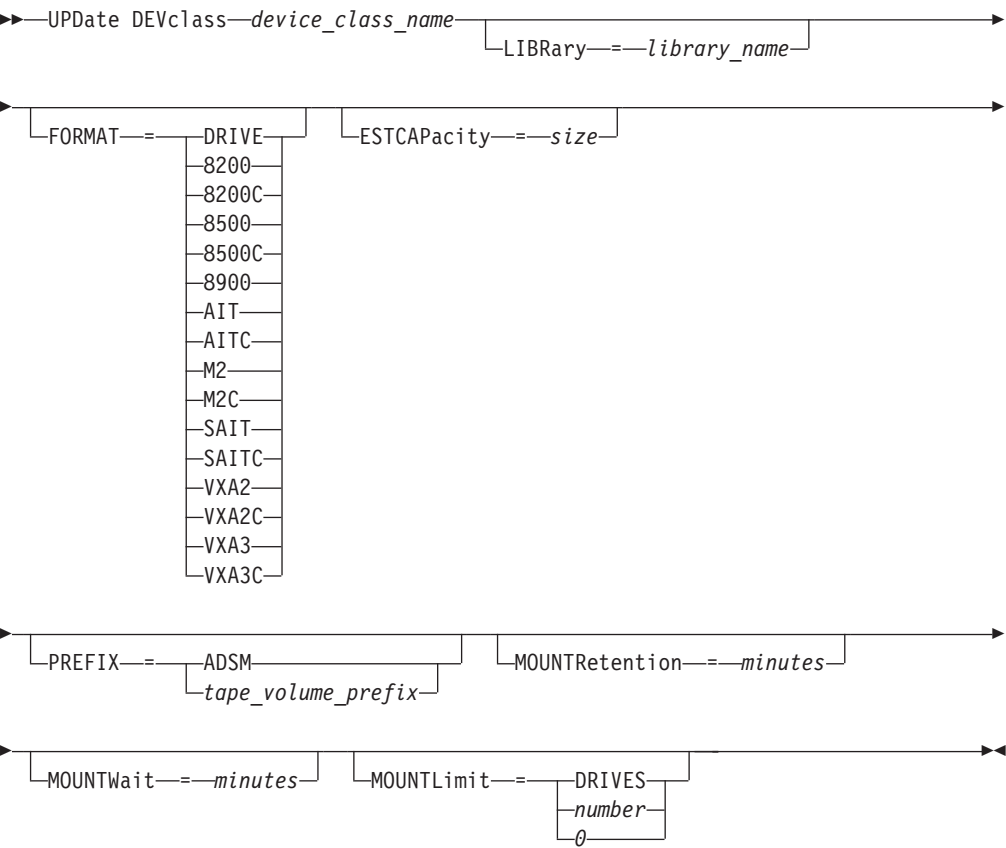 UPDate DEVclass device_class_name
LIBRary = library_name
FORMAT = DRIVE ESTCAPacity = size
8200
8200C
8500
8500C
8900
AIT
AITC
M2
M2C
SAIT
SAITC
VXA2
VXA2C
VXA3
VXA3C
PREFIX = ADSM MOUNTRetention = minutes
tape_volume_prefix
MOUNTWait = minutes MOUNTLimit = DRIVES
number
0